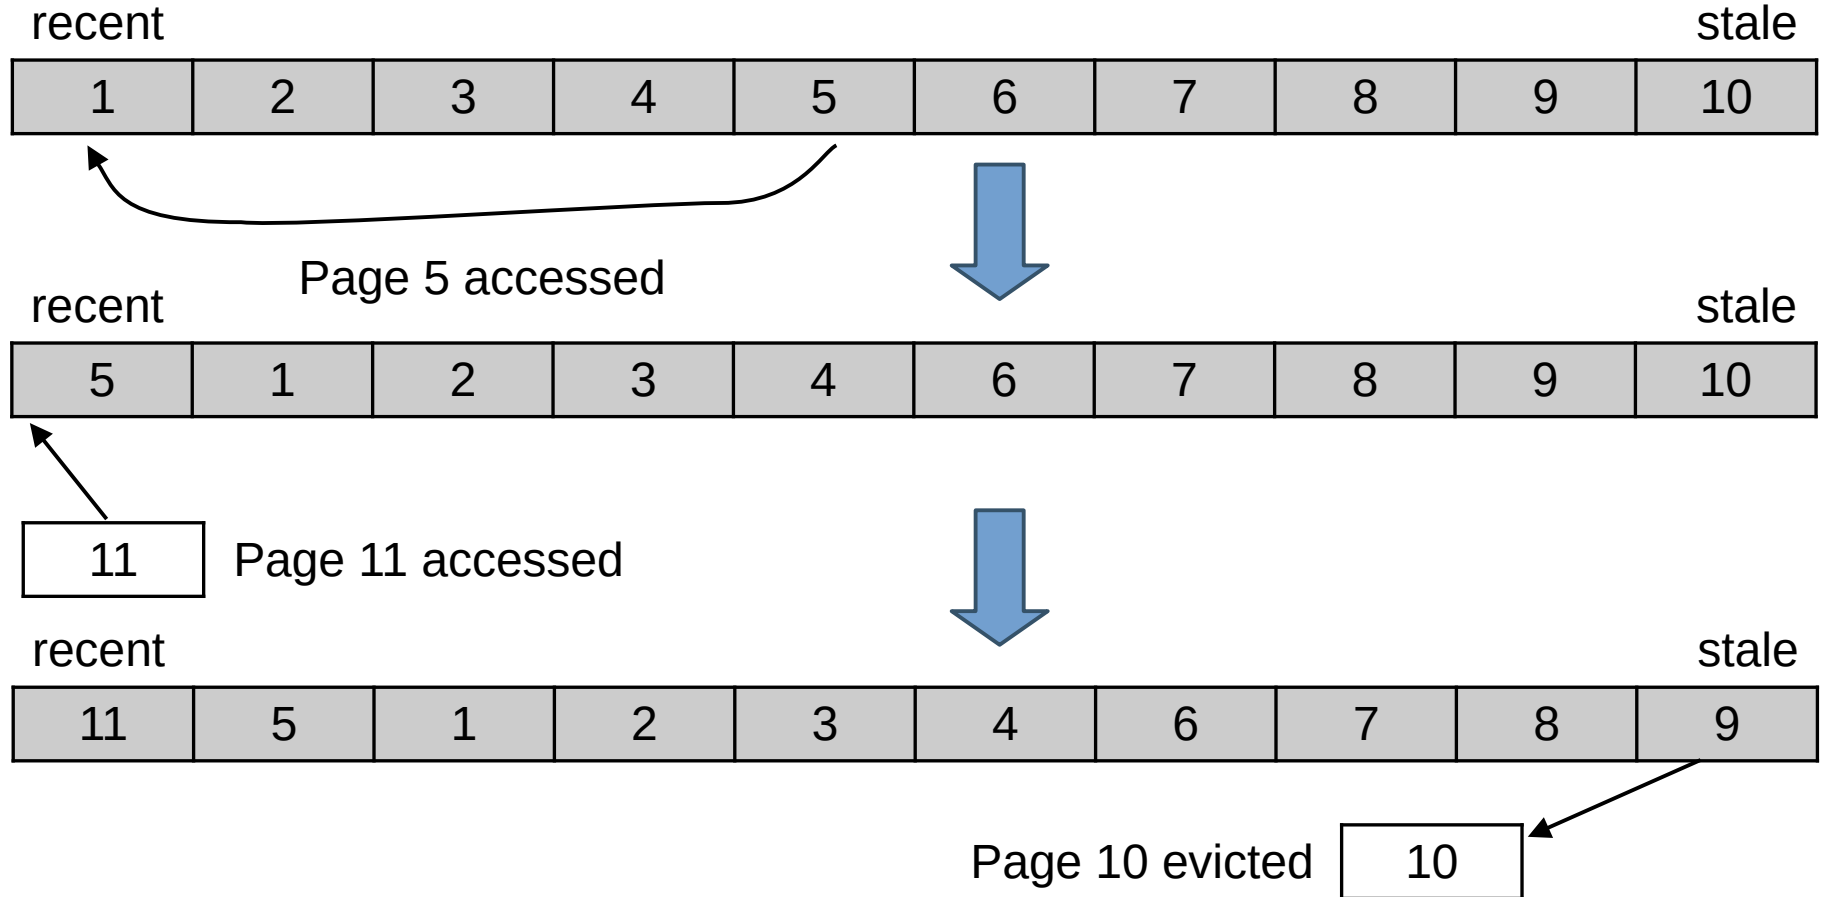 recent stale
1 2 3 4 5 6 7 8 9 10
Page 5 accessed
recent stale
5 1 2 3 4 6 7 8 9 10
11 Page 11 accessed
recent stale
11 5 1 2 3 4 6 7 8 9
Page 10 evicted 10